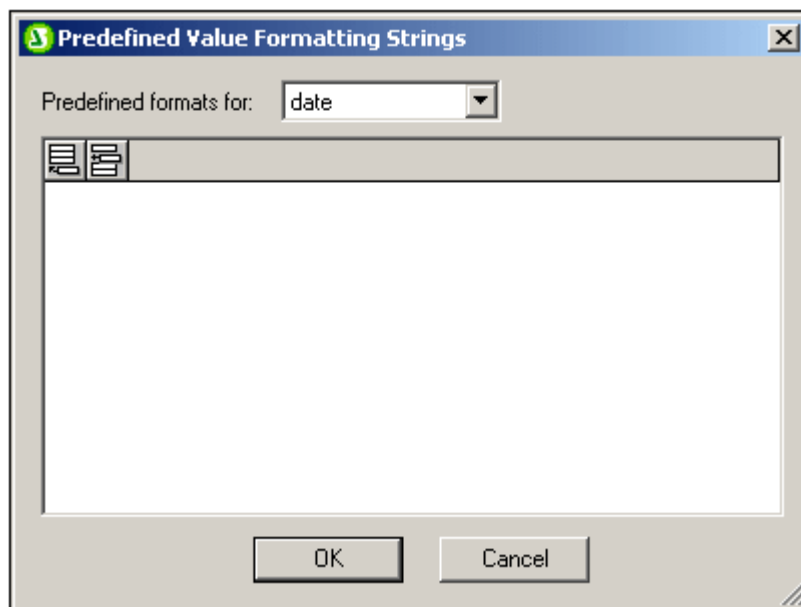 Predefined Value Formatting Strings
Predefined formats for: date
OK Cancel